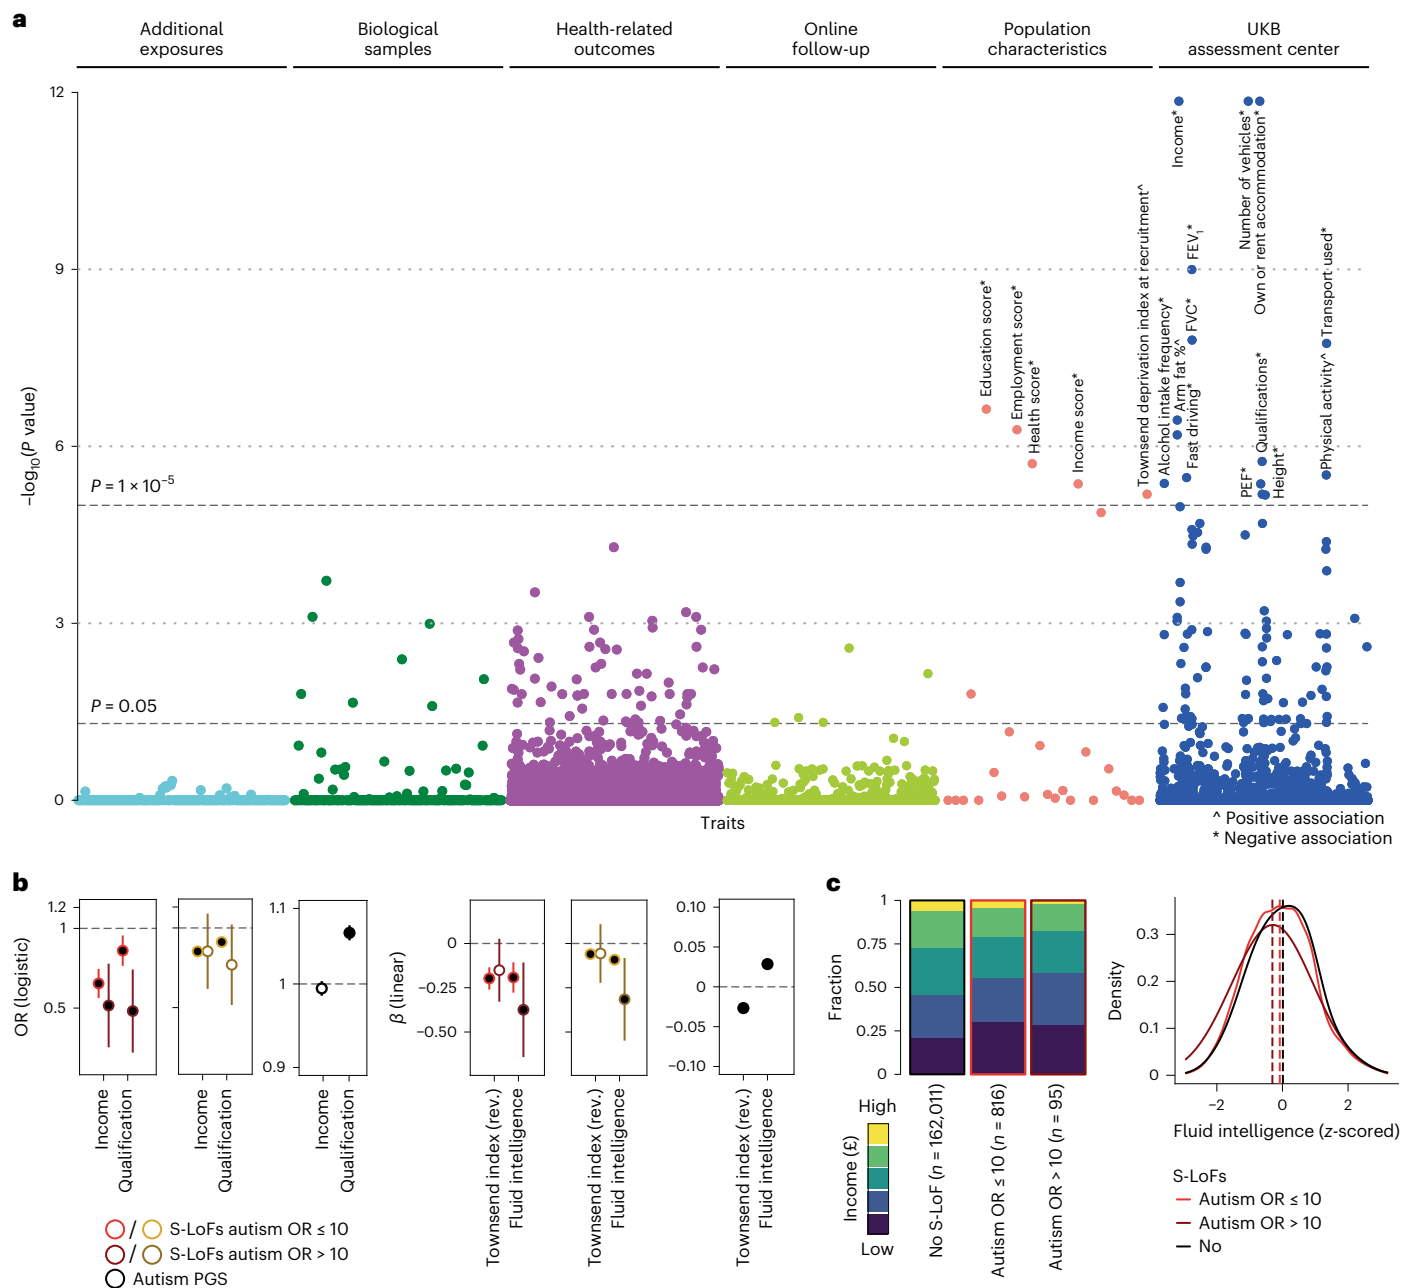 a
Additional
exposures
Biological
samples
Health-related
outcomes
Online
follow-up
Population
characteristics
UKB
assessment center
12
9
6
3
0
–log10(P value)
P = 1 × 10−5
P = 0.05
Education score*
Employment score*
Health score*
Income score*
Townsend deprivation index at recruitment^
Alcohol intake frequency*
Arm fat %^
Fast driving*
Income*
FEV1*
FVC*
Number of vehicles*
Own or rent accommodation*
Qualifications*
PEF*
Height*
Transport used*
Physical activity^
Traits
^ Positive association
* Negative association
b
OR (logistic)
1.2
1
0.5
Income
Qualification
Income
Qualification
1.1
1
0.9
Income
Qualification
β (linear)
0
−0.25
−0.50
Townsend index (rev.)
Fluid intelligence
Townsend index (rev.)
Fluid intelligence
0.10
0.05
0
−0.05
−0.10
Townsend index (rev.)
Fluid intelligence
/ S-LoFs autism OR ≤ 10
/ S-LoFs autism OR > 10
Autism PGS
c
Fraction
1
0.75
0.50
0.25
0
No S-LoF (n = 162,011)
Autism OR ≤ 10 (n = 816)
Autism OR > 10 (n = 95)
High
Income (£)
Low
Density
0.3
0.2
0.1
0
−2
0
2
Fluid intelligence (z-scored)
S-LoFs
Autism OR ≤ 10
Autism OR > 10
No